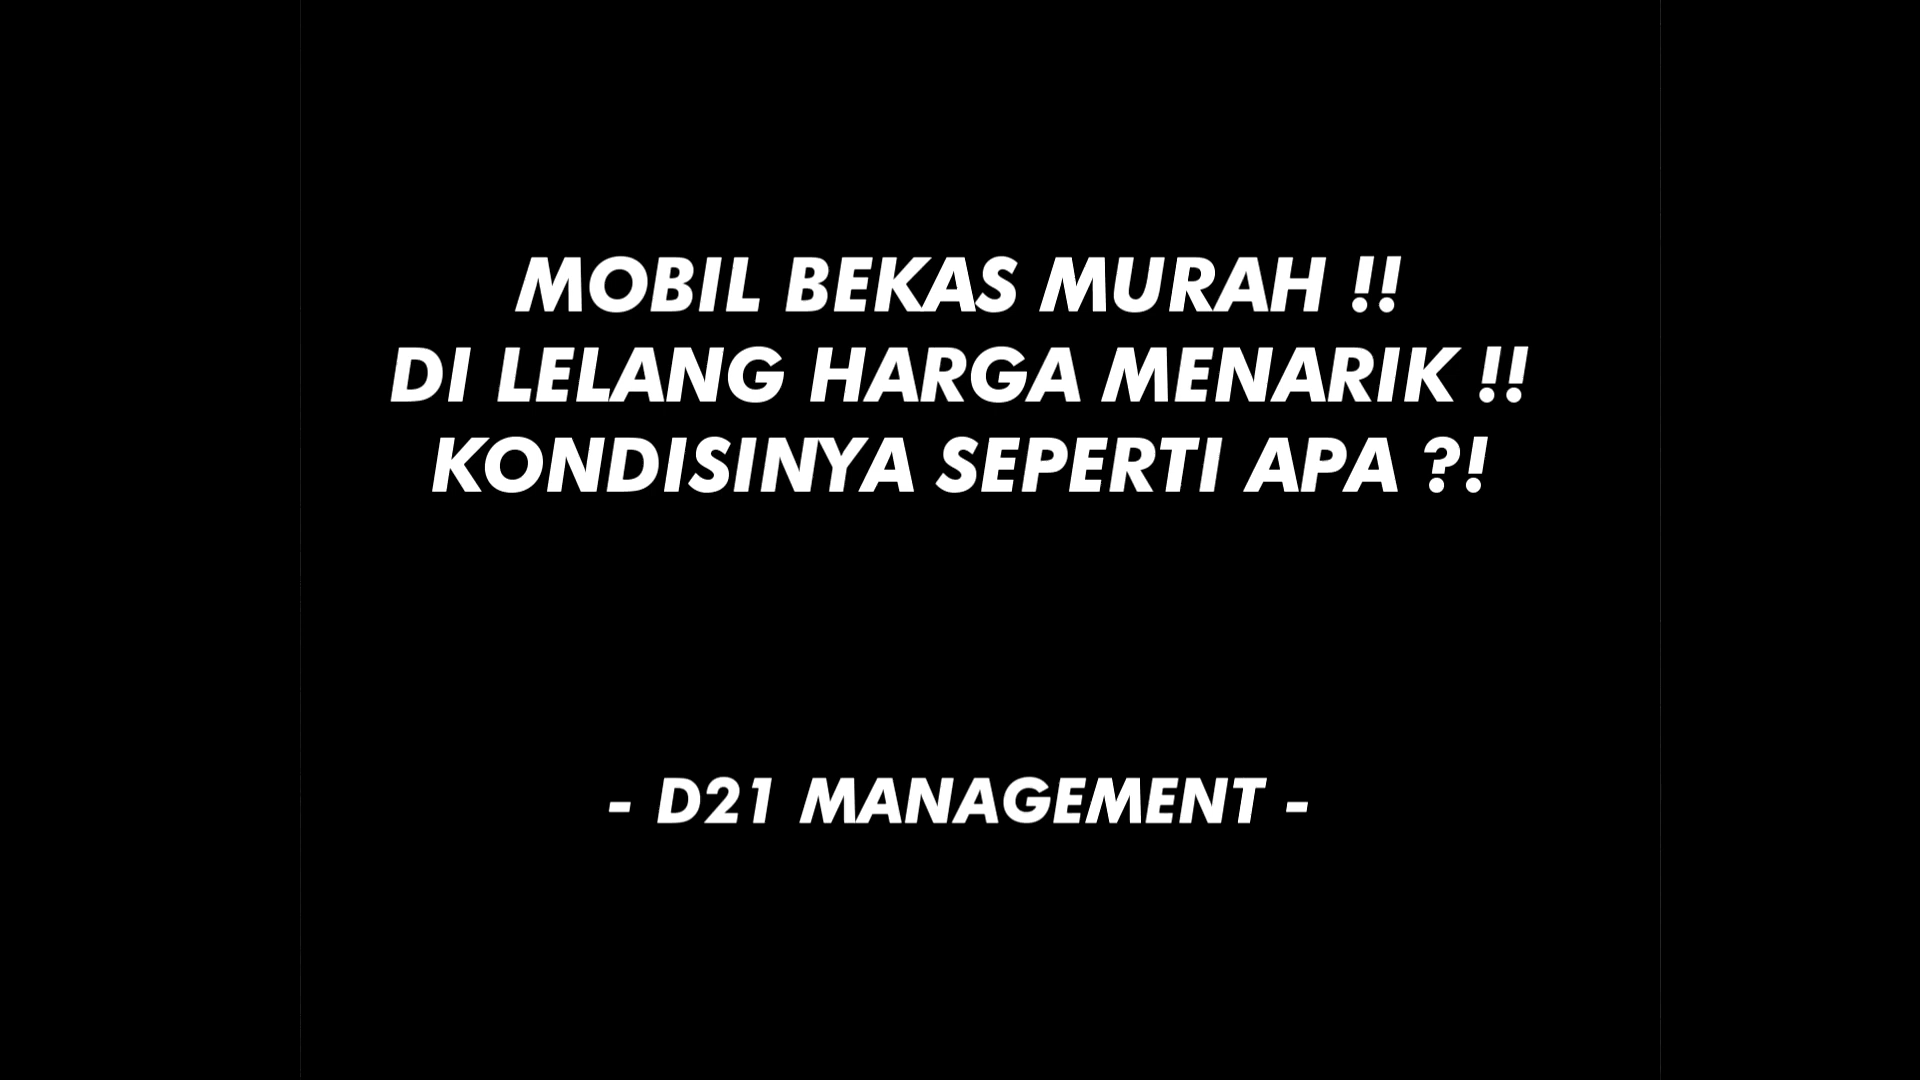 MOBIL BEKAS MURAH !!
DI LELANG HARGA MENARIK !!
KONDISINYA SEPERTI APA ?!
- D21 MANAGEMENT -